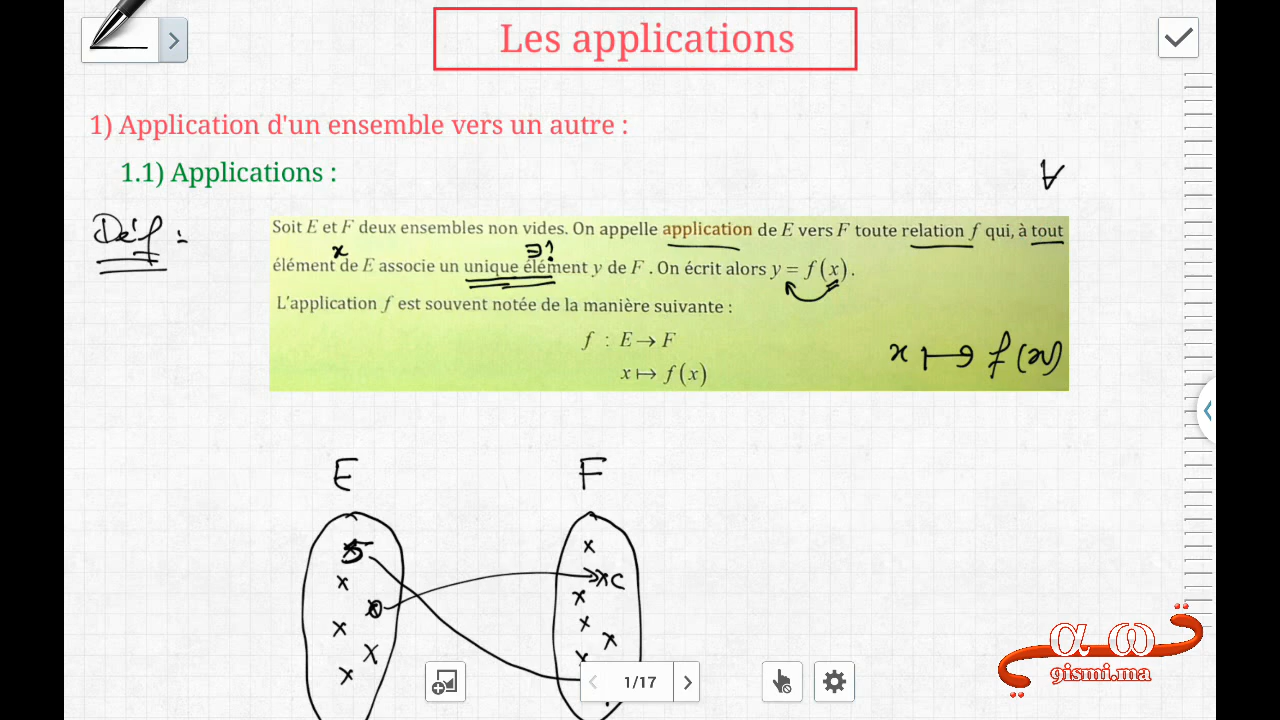 Les applications
1) Application d'un ensemble vers un autre :
1.1) Applications :
∀
Déf :
Soit E et F deux ensembles non vides. On appelle application de E vers F toute relation f qui, à tout
x ∃?
élément de E associe un unique élément y de F . On écrit alors y = f(x).
L'application f est souvent notée de la manière suivante :
f : E → F
x ↦ f(x)
x ↦ f(x)
E F
5
C
1/17
α ω
gismi.ma